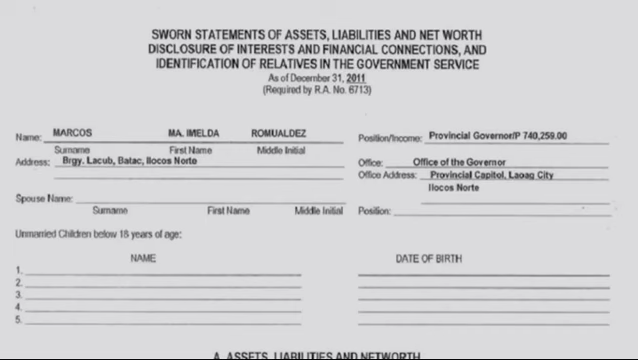 SWORN STATEMENTS OF ASSETS, LIABILITIES AND NET WORTH
DISCLOSURE OF INTERESTS AND FINANCIAL CONNECTIONS, AND
IDENTIFICATION OF RELATIVES IN THE GOVERNMENT SERVICE
As of December 31, 2011
(Required by R.A. No. 6713)
Name: MARCOS MA. IMELDA ROMUALDEZ
Surname First Name Middle Initial
Address: Brgy. Lacub, Batac, Ilocos Norte
Position/Income: Provincial Governor/P 740,259.00
Office: Office of the Governor
Office Address: Provincial Capitol, Laoag City
Ilocos Norte
Spouse Name:
Surname First Name Middle Initial
Position:
Unmarried Children below 18 years of age:
NAME DATE OF BIRTH
1.
2.
3.
4.
5.
A. ASSETS, LIABILITIES AND NETWORTH